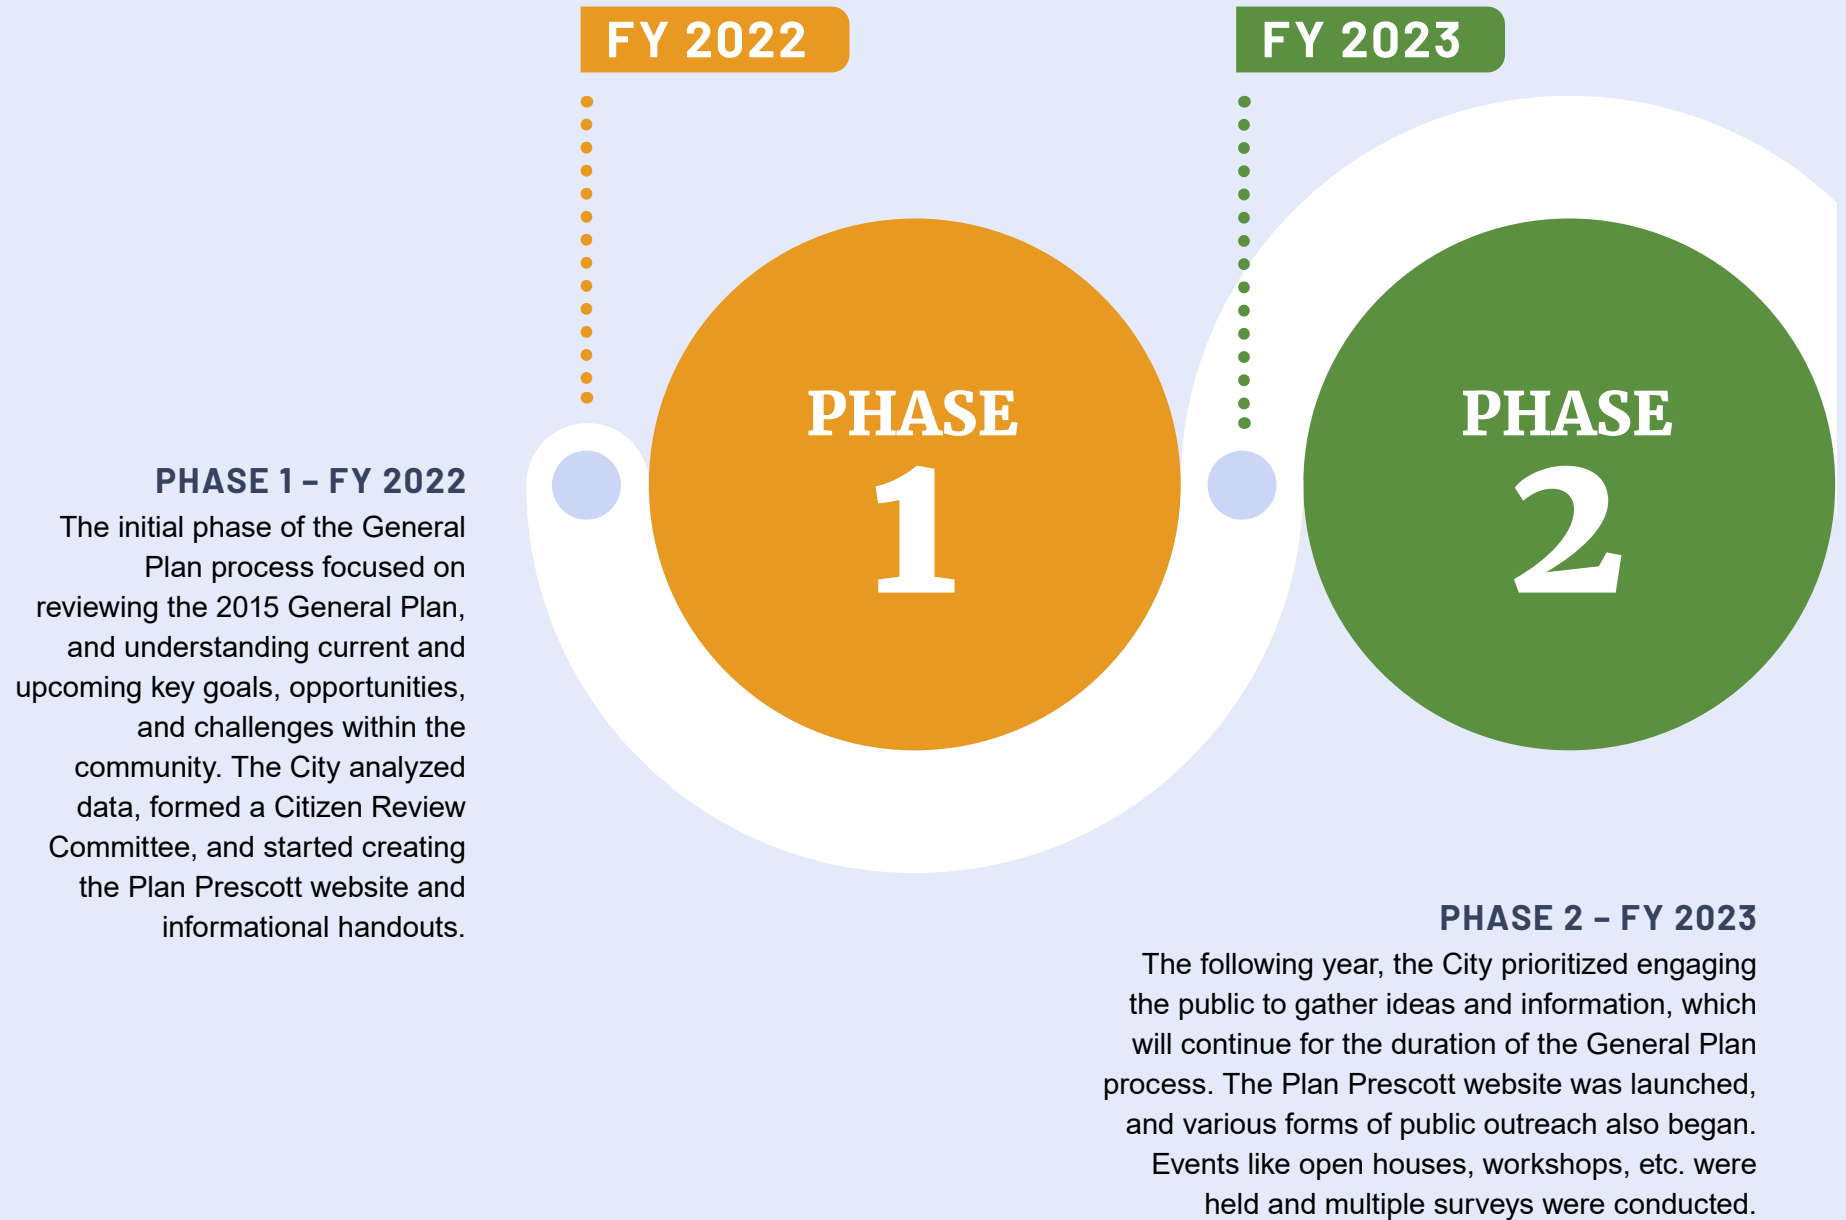 FY 2022
FY 2023
PHASE
1
PHASE
2
PHASE 1 – FY 2022
The initial phase of the General
Plan process focused on
reviewing the 2015 General Plan,
and understanding current and
upcoming key goals, opportunities,
and challenges within the
community. The City analyzed
data, formed a Citizen Review
Committee, and started creating
the Plan Prescott website and
informational handouts.
PHASE 2 – FY 2023
The following year, the City prioritized engaging
the public to gather ideas and information, which
will continue for the duration of the General Plan
process. The Plan Prescott website was launched,
and various forms of public outreach also began.
Events like open houses, workshops, etc. were
held and multiple surveys were conducted.